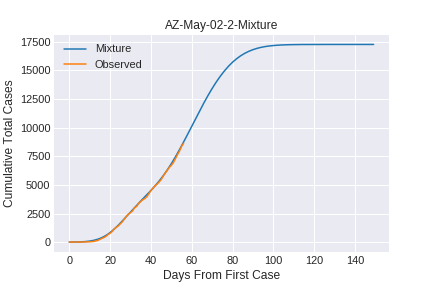 AZ-May-02-2-Mixture
Mixture
Observed
17500
15000
12500
10000
7500
5000
2500
0
Cumulative Total Cases
0 20 40 60 80 100 120 140
Days From First Case